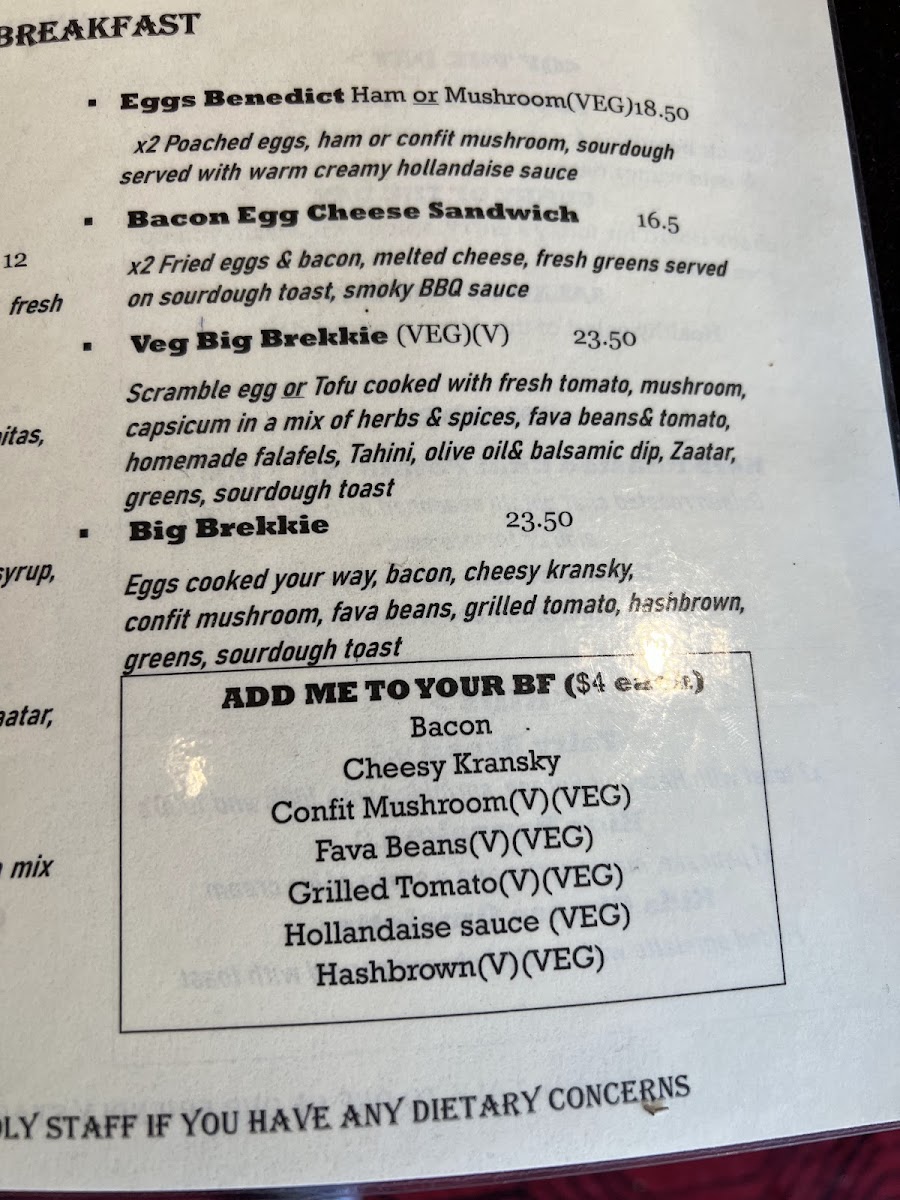 BREAKFAST
▪ Eggs Benedict Ham or Mushroom(VEG)18.50
x2 Poached eggs, ham or confit mushroom, sourdough
served with warm creamy hollandaise sauce
▪ Bacon Egg Cheese Sandwich 16.5
x2 Fried eggs & bacon, melted cheese, fresh greens served
on sourdough toast, smoky BBQ sauce
▪ Veg Big Brekkie (VEG)(V) 23.50
Scramble egg or Tofu cooked with fresh tomato, mushroom,
capsicum in a mix of herbs & spices, fava beans& tomato,
homemade falafels, Tahini, olive oil& balsamic dip, Zaatar,
greens, sourdough toast
▪ Big Brekkie 23.50
Eggs cooked your way, bacon, cheesy kransky,
confit mushroom, fava beans, grilled tomato, hashbrown,
greens, sourdough toast
ADD ME TO YOUR BF ($4 each)
Bacon
Cheesy Kransky
Confit Mushroom(V)(VEG)
Fava Beans(V)(VEG)
Grilled Tomato(V)(VEG)
Hollandaise sauce (VEG)
Hashbrown(V)(VEG)
12
fresh
syrup,
mix
STAFF IF YOU HAVE ANY DIETARY CONCERNS